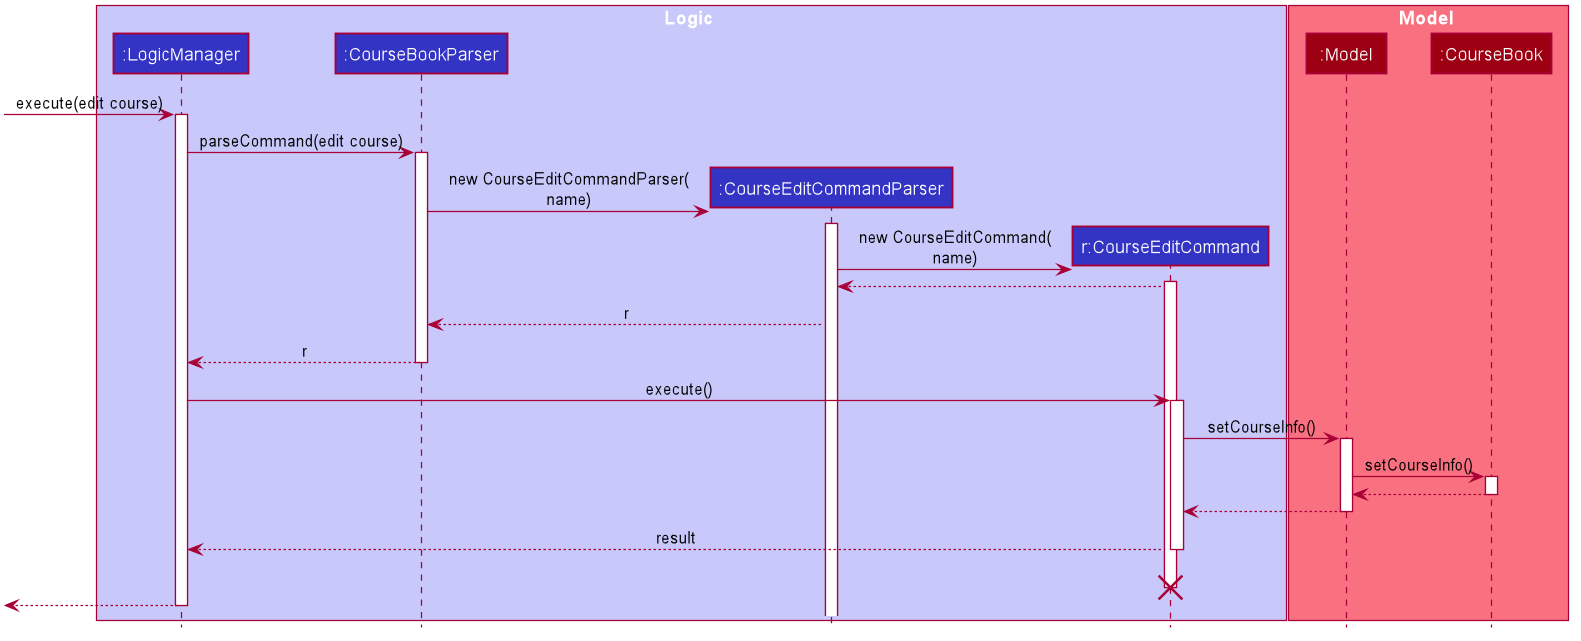 Logic
Model
:LogicManager
:CourseBookParser
:Model
:CourseBook
execute(edit course)
parseCommand(edit course)
new CourseEditCommandParser(
name)
:CourseEditCommandParser
new CourseEditCommand(
name)
r:CourseEditCommand
r
r
execute()
setCourseInfo()
setCourseInfo()
result